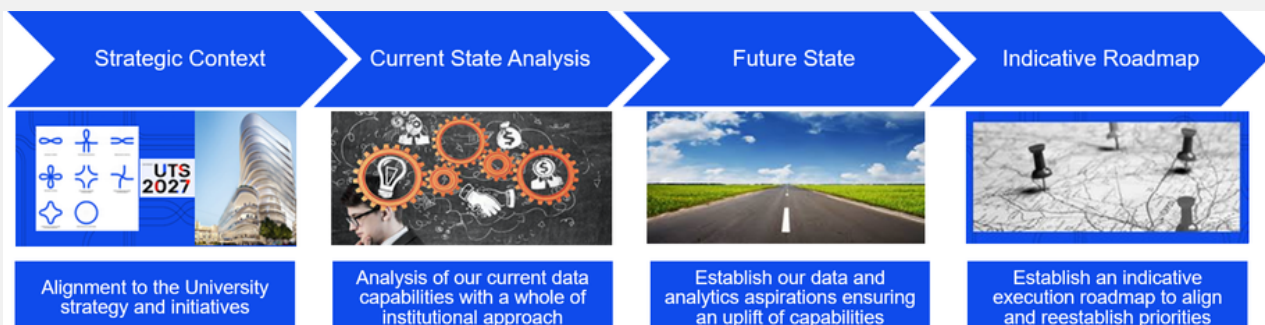 Strategic Context
Current State Analysis
Future State
Indicative Roadmap
UTS
2027
Alignment to the University
strategy and initiatives
Analysis of our current data
capabilities with a whole of
institutional approach
Establish our data and
analytics aspirations ensuring
an uplift of capabilities
Establish an indicative
execution roadmap to align
and reestablish priorities